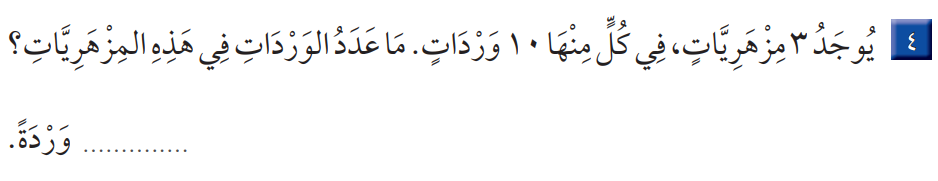 ٤ يُوجَدُ ٣ مِزْهَرِيَّاتٍ، فِي كُلٍّ مِنْهَا ١٠ وَرْدَاتٍ. مَا عَدَدُ الوَرْدَاتِ فِي هَذِهِ المِزْهَرِيَّاتِ؟
.............. وَرْدَةً.